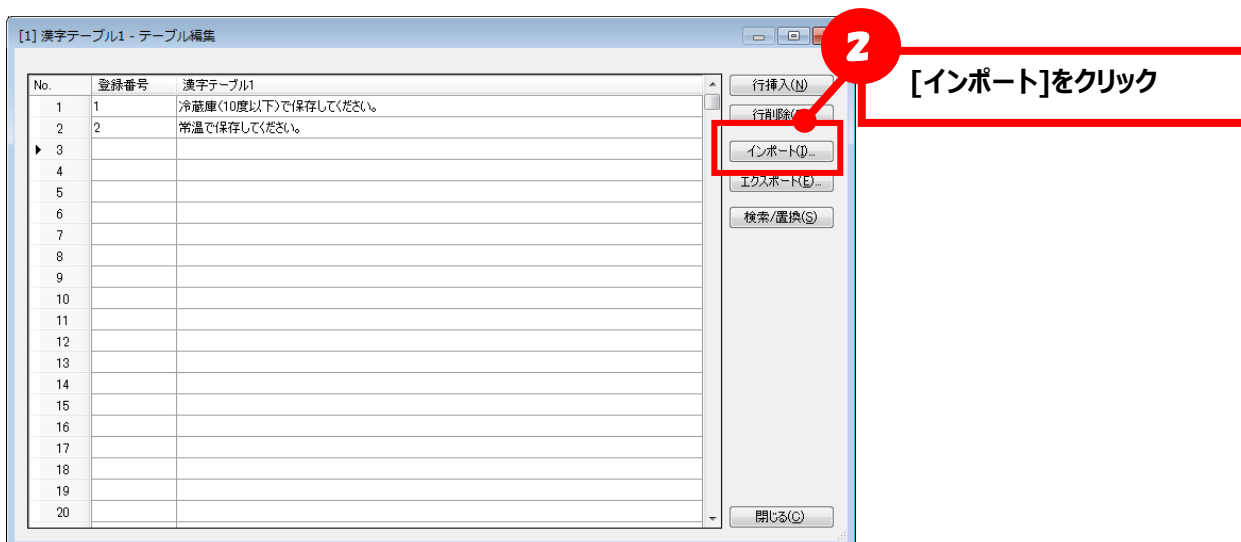 [1] 漢字テーブル1 - テーブル編集
2
[インポート]をクリック
No. 登録番号 漢字テーブル1
1 1 冷蔵庫(10度以下)で保存してください。
2 2 常温で保存してください。
3
4
5
6
7
8
9
10
11
12
13
14
15
16
17
18
19
20
行挿入(N)
行削除(
インポート(I)...
エクスポート(E)...
検索/置換(S)
閉じる(C)